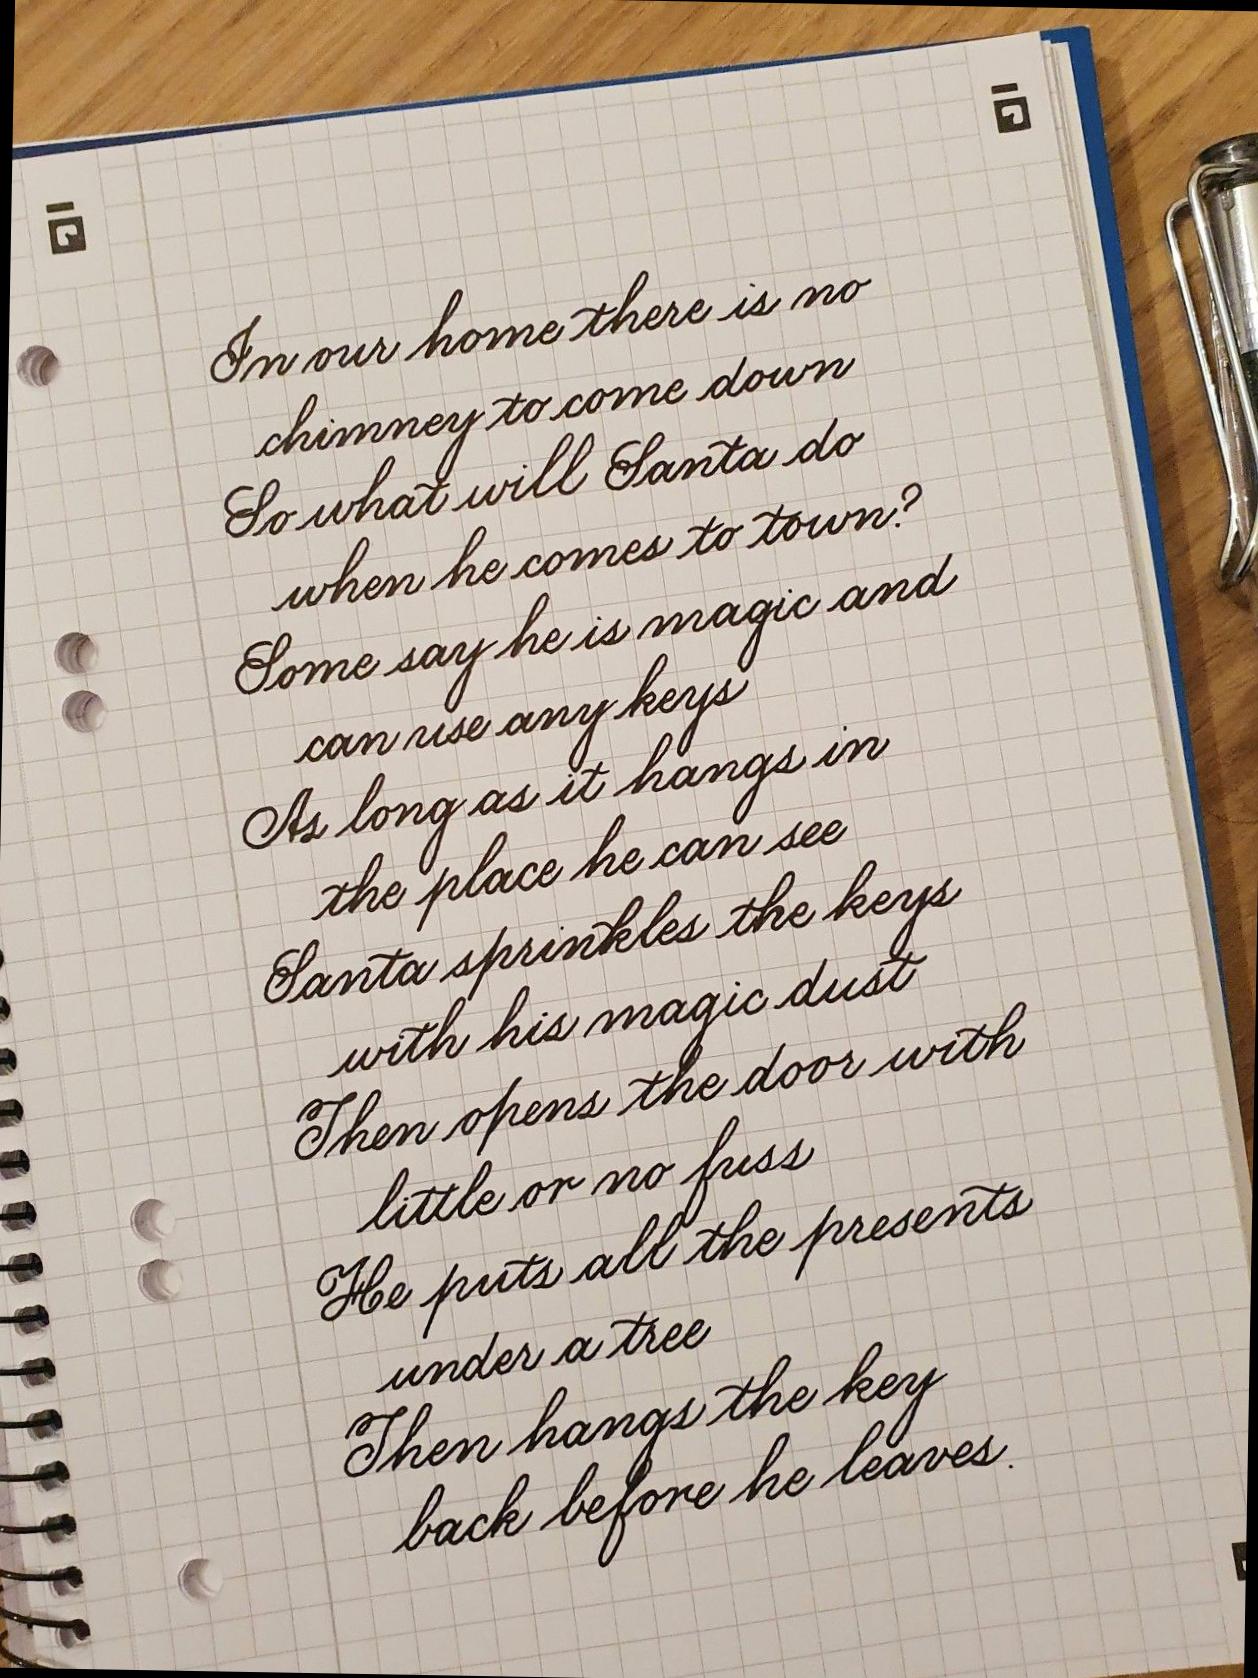 In our home there is no
chimney to come down
So what will Santa do
when he comes to town?
Some say he is magic and
can use any keys
As long as it hangs in
the place he can see
Santa sprinkles the keys
with his magic dust
Then opens the door with
little or no fuss
He puts all the presents
under a tree
Then hangs the key
back before he leaves.